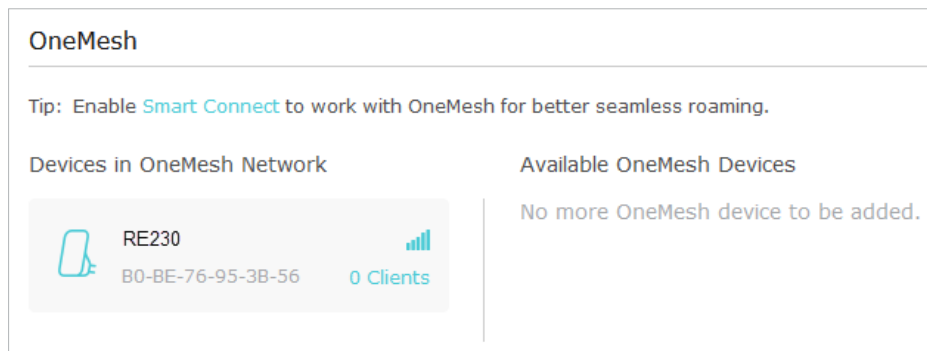 OneMesh
Tip: Enable Smart Connect to work with OneMesh for better seamless roaming.
Devices in OneMesh Network
RE230
B0-BE-76-95-3B-56
0 Clients
Available OneMesh Devices
No more OneMesh device to be added.